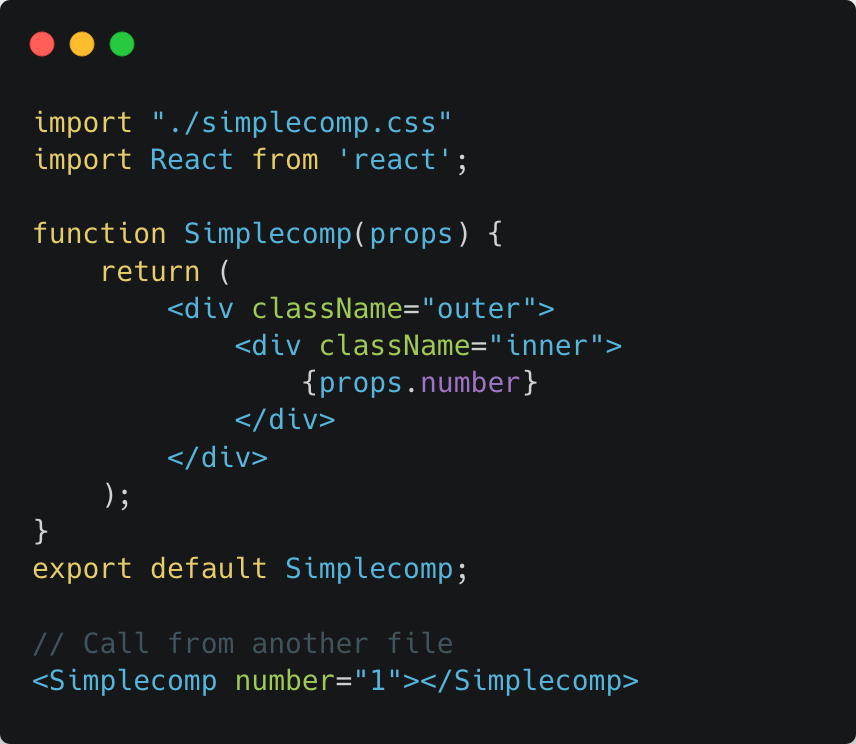 import "./simplecomp.css"
import React from 'react';

function Simplecomp(props) {
    return (
        <div className="outer">
            <div className="inner">
                {props.number}
            </div>
        </div>
    );
}
export default Simplecomp;

// Call from another file
<Simplecomp number="1"></Simplecomp>